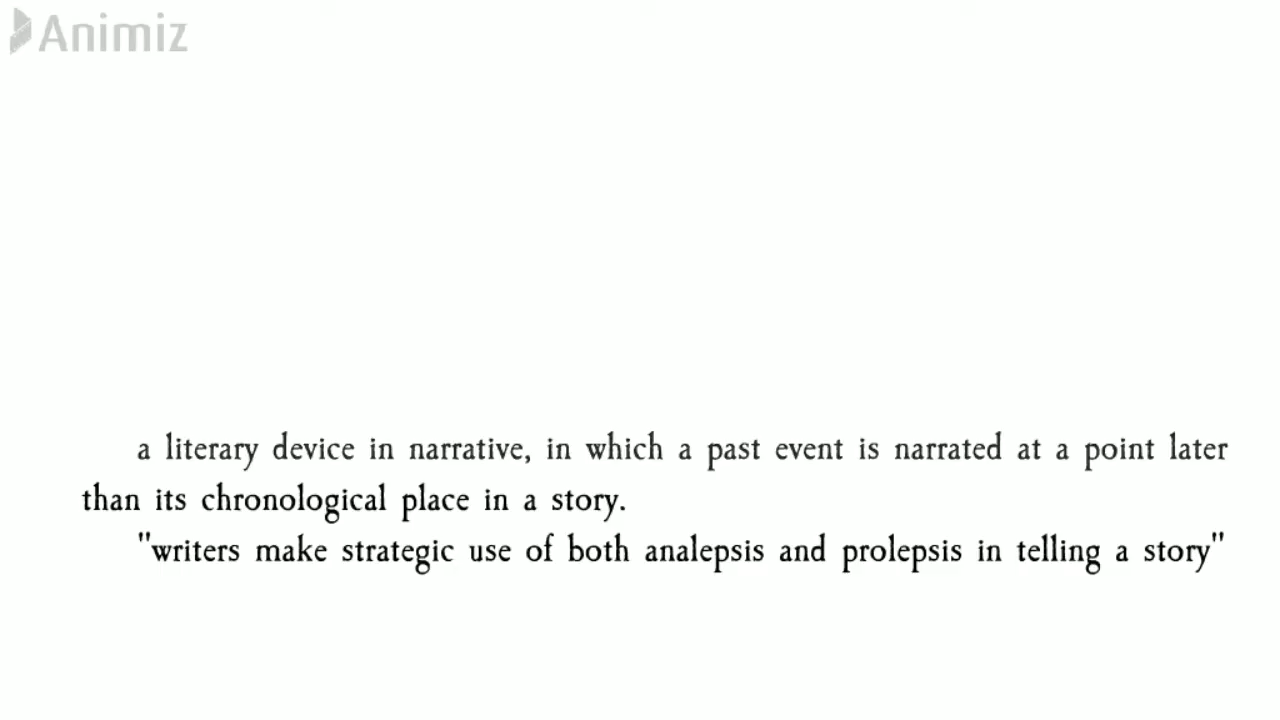 Animiz
a literary device in narrative, in which a past event is narrated at a point later
than its chronological place in a story.
"writers make strategic use of both analepsis and prolepsis in telling a story"